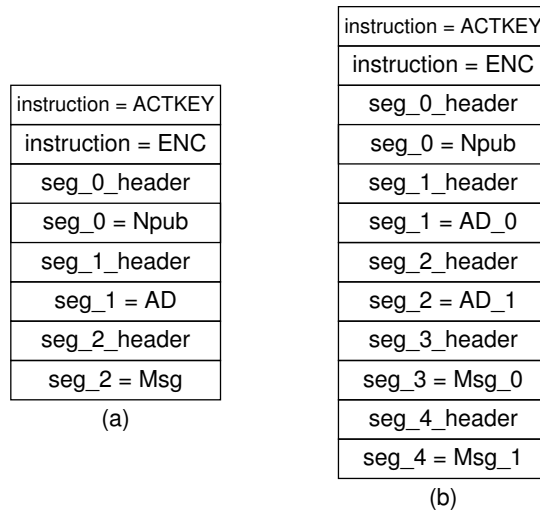 instruction = ACTKEY
instruction = ENC
seg_0_header
seg_0 = Npub
seg_1_header
seg_1 = AD
seg_2_header
seg_2 = Msg
(a)
instruction = ACTKEY
instruction = ENC
seg_0_header
seg_0 = Npub
seg_1_header
seg_1 = AD_0
seg_2_header
seg_2 = AD_1
seg_3_header
seg_3 = Msg_0
seg_4_header
seg_4 = Msg_1
(b)